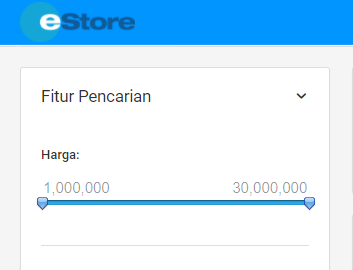 eStore
Fitur Pencarian
Harga:
1,000,000 30,000,000